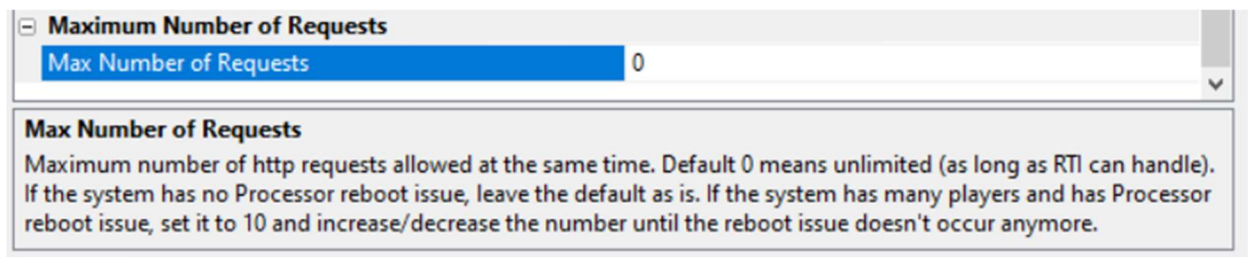 Maximum Number of Requests
Max Number of Requests 0
Max Number of Requests
Maximum number of http requests allowed at the same time. Default 0 means unlimited (as long as RTI can handle).
If the system has no Processor reboot issue, leave the default as is. If the system has many players and has Processor
reboot issue, set it to 10 and increase/decrease the number until the reboot issue doesn't occur anymore.